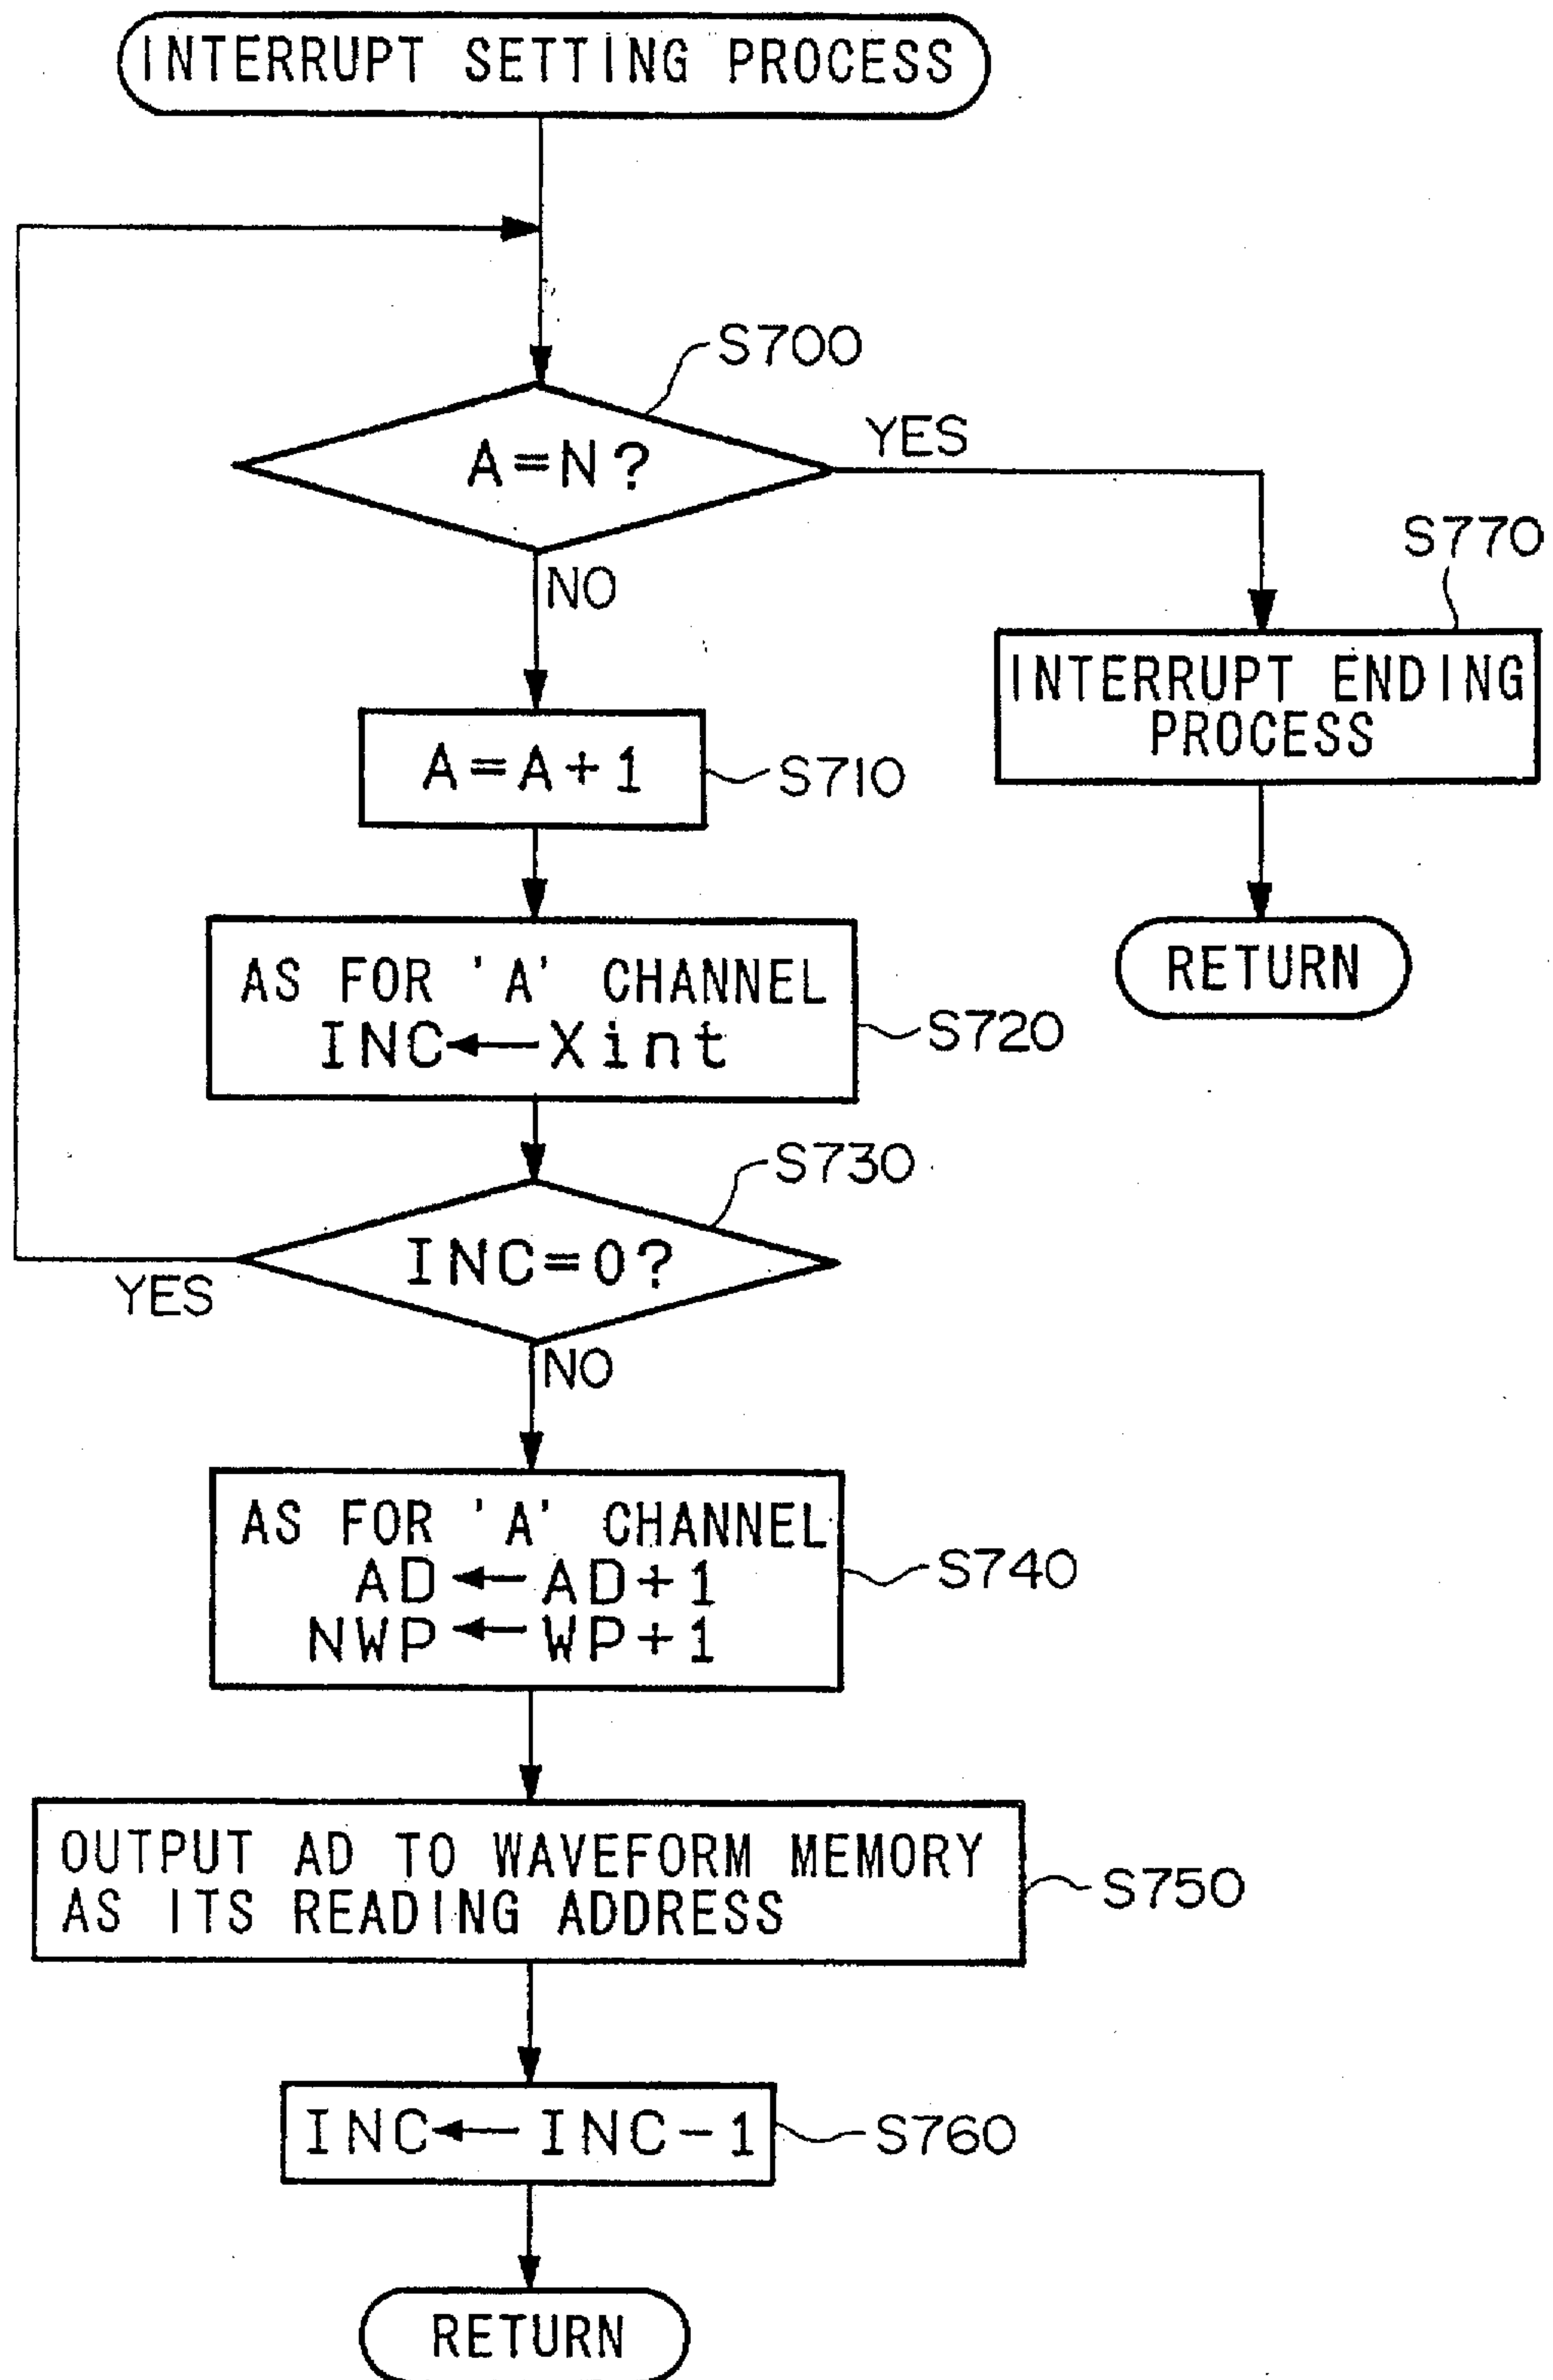 INTERRUPT SETTING PROCESS
S700
A=N?
YES
NO
S770
INTERRUPT ENDING
PROCESS
A=A+1
S710
RETURN
AS FOR 'A' CHANNEL
INC←Xint
S720
S730
INC=0?
YES
NO
AS FOR 'A' CHANNEL
AD←AD+1
NWP←WP+1
S740
OUTPUT AD TO WAVEFORM MEMORY
AS ITS READING ADDRESS
S750
INC←INC-1
S760
RETURN